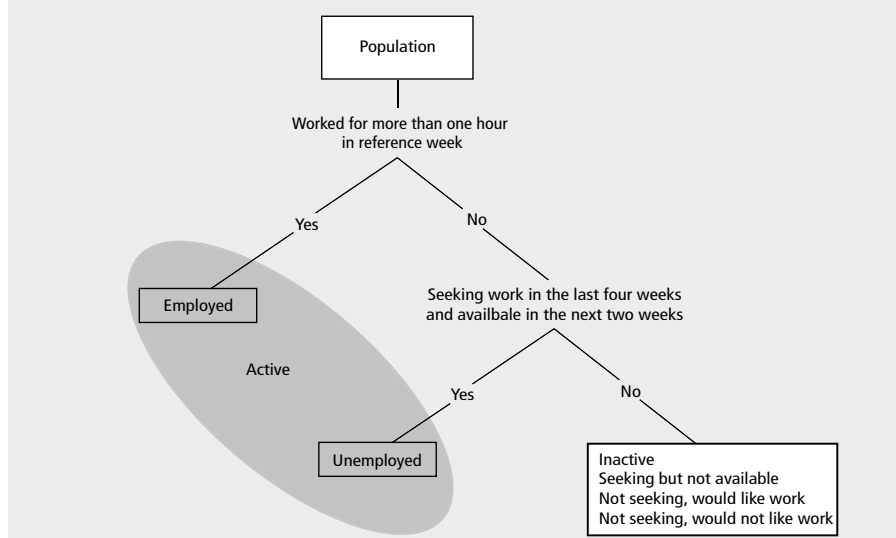 Population
Worked for more than one hour
in reference week
Yes
No
Employed
Seeking work in the last four weeks
and availbale in the next two weeks
Active
Yes
No
Unemployed
Inactive
Seeking but not available
Not seeking, would like work
Not seeking, would not like work